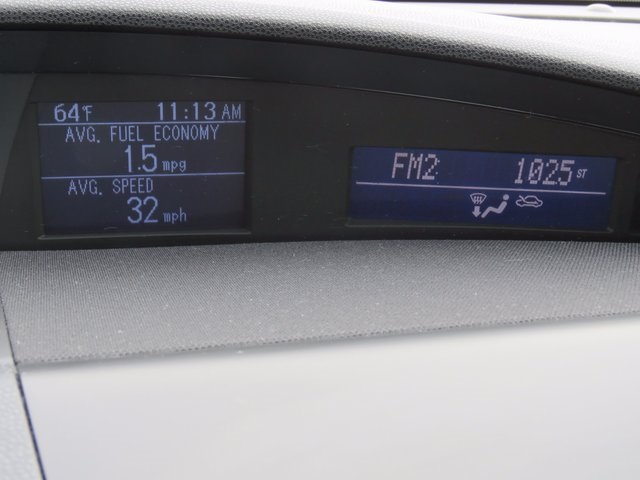 64°F 11:13 AM
AVG. FUEL ECONOMY
1.5 mpg
AVG. SPEED
32 mph
FM2 1025 ST